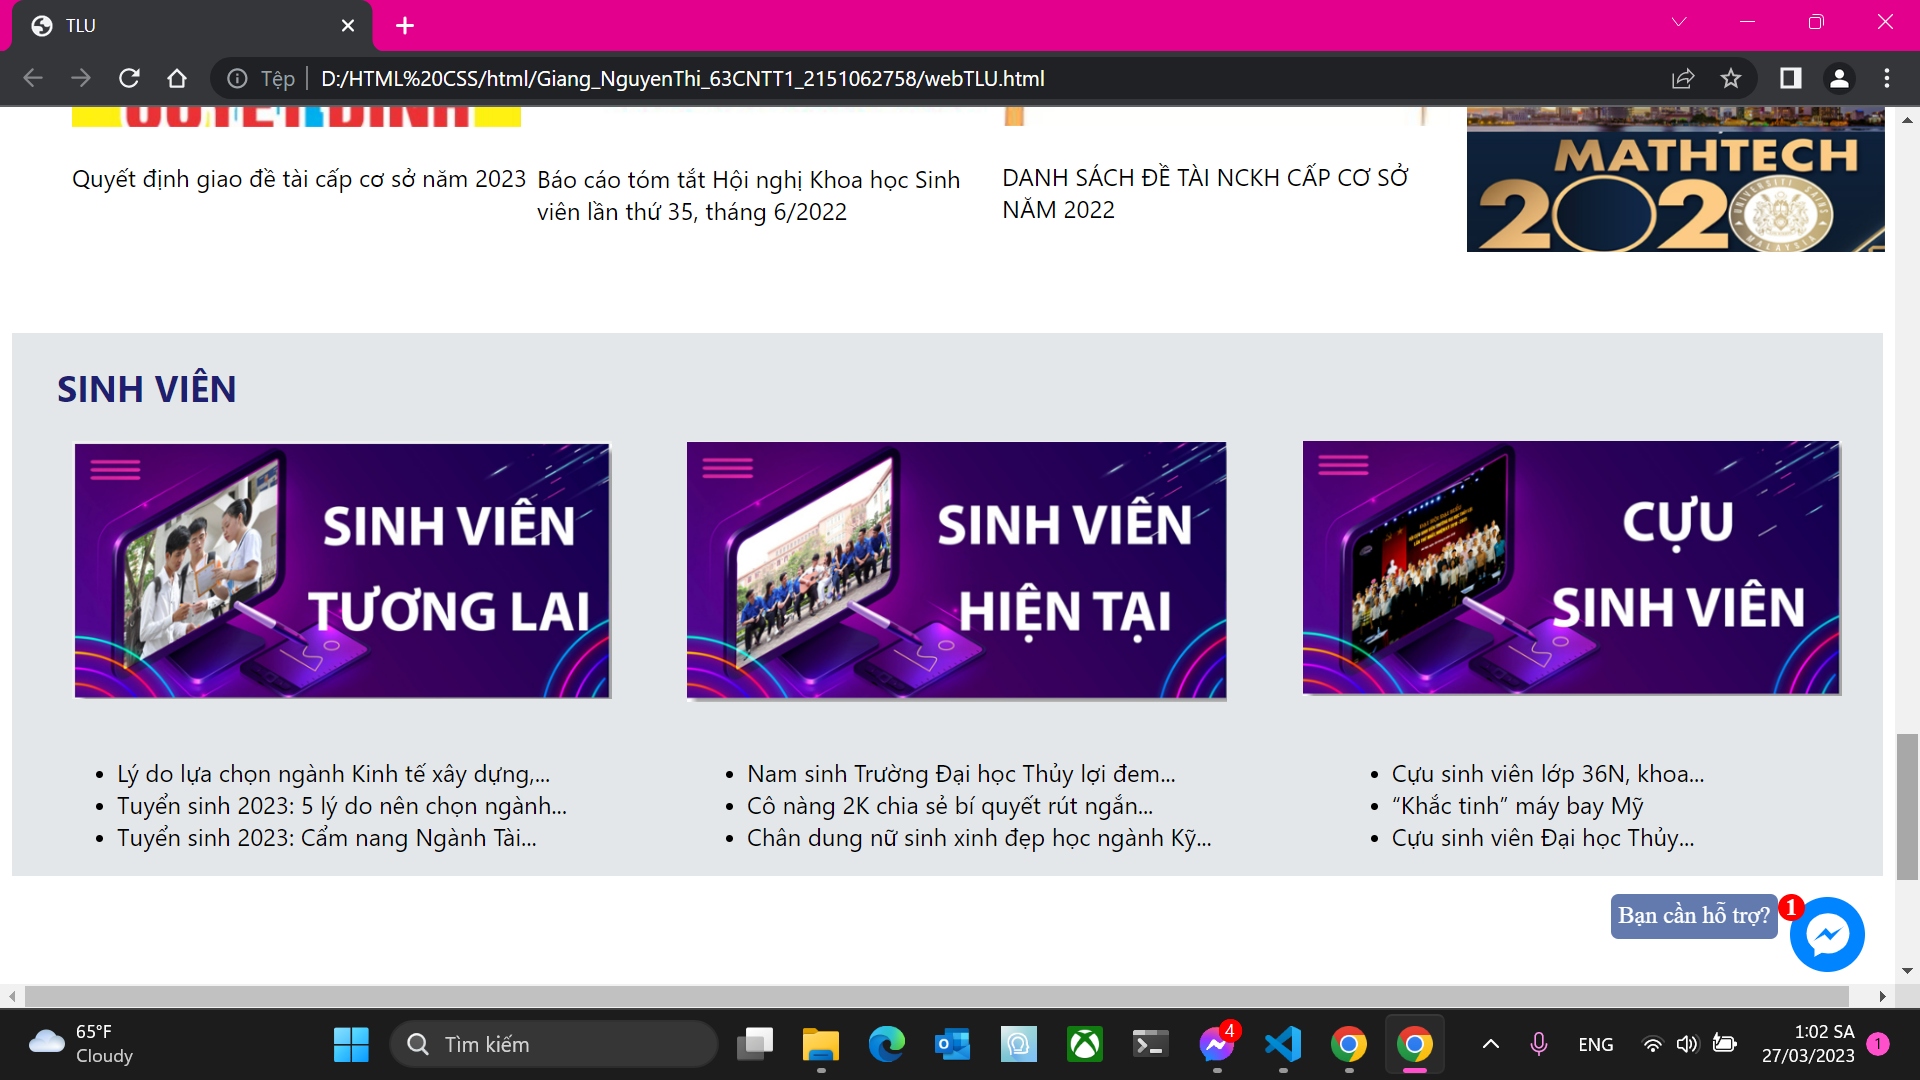 TLU
Tệp
D:/HTML%20CSS/html/Giang_NguyenThi_63CNTT1_2151062758/webTLU.html
QUYẾT ĐỊNH
Quyết định giao đề tài cấp cơ sở năm 2023
Báo cáo tóm tắt Hội nghị Khoa học Sinh
viên lần thứ 35, tháng 6/2022
DANH SÁCH ĐỀ TÀI NCKH CẤP CƠ SỞ
NĂM 2022
MATHTECH
2020
UNIVERSITI SAINS
MALAYSIA
SINH VIÊN
SINH VIÊN
TƯƠNG LAI
SINH VIÊN
HIỆN TẠI
CỰU
SINH VIÊN
Lý do lựa chọn ngành Kinh tế xây dựng,...
Tuyển sinh 2023: 5 lý do nên chọn ngành...
Tuyển sinh 2023: Cẩm nang Ngành Tài...
Nam sinh Trường Đại học Thủy lợi đem...
Cô nàng 2K chia sẻ bí quyết rút ngắn...
Chân dung nữ sinh xinh đẹp học ngành Kỹ...
Cựu sinh viên lớp 36N, khoa...
“Khắc tinh” máy bay Mỹ
Cựu sinh viên Đại học Thủy...
Bạn cần hỗ trợ?
1
65°F
Cloudy
Tìm kiếm
4
ENG
1:02 SA
27/03/2023
1